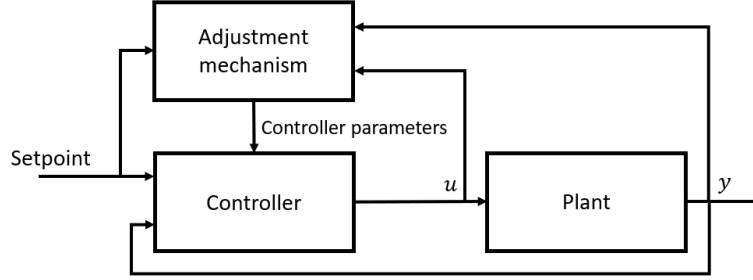 Adjustment
mechanism
Controller parameters
Setpoint
Controller
u
Plant
y